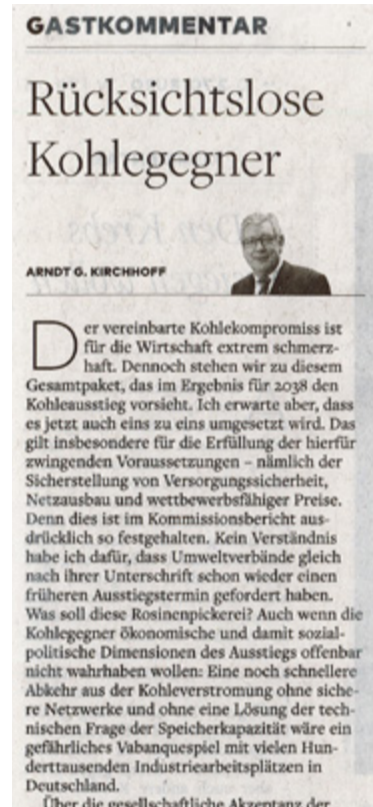 GASTKOMMENTAR
Rücksichtslose
Kohlegegner
ARNDT G. KIRCHHOFF
Der vereinbarte Kohlekompromiss ist
für die Wirtschaft extrem schmerz-
haft. Dennoch stehen wir zu diesem
Gesamtpaket, das im Ergebnis für 2038 den
Kohleausstieg vorsieht. Ich erwarte aber, dass
es jetzt auch eins zu eins umgesetzt wird. Das
gilt insbesondere für die Erfüllung der hierfür
zwingenden Voraussetzungen – nämlich der
Sicherstellung von Versorgungssicherheit,
Netzausbau und wettbewerbsfähiger Preise.
Denn dies ist im Kommissionsbericht aus-
drücklich so festgehalten. Kein Verständnis
habe ich dafür, dass Umweltverbände gleich
nach ihrer Unterschrift schon wieder einen
früheren Ausstiegstermin gefordert haben.
Was soll diese Rosinenpickerei? Auch wenn die
Kohlegegner ökonomische und damit sozial-
politische Dimensionen des Ausstiegs offenbar
nicht wahrhaben wollen: Eine noch schnellere
Abkehr aus der Kohleverstromung ohne siche-
re Netzwerke und ohne eine Lösung der tech-
nischen Frage der Speicherkapazität wäre ein
gefährliches Vabanquespiel mit vielen Hun-
derttausenden Industriearbeitsplätzen in
Deutschland.
Über die gesellschaftliche Akzeptanz der